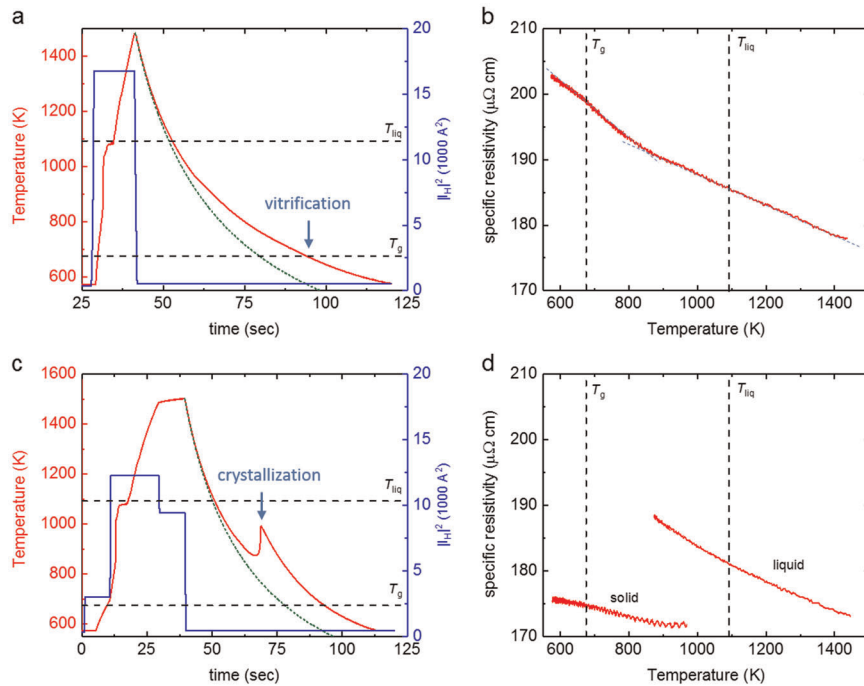 a
1400
1200
1000
800
600
Temperature (K)
20
15
10
5
0
|I_H|² (1000 A²)
T_liq
vitrification
T_g
25
50
75
100
125
time (sec)
b
210
200
190
180
170
specific resistivity (µΩ cm)
T_g
T_liq
600
800
1000
1200
1400
Temperature (K)
c
1600
1400
1200
1000
800
600
Temperature (K)
20
15
10
5
0
|I_H|² (1000 A²)
T_liq
crystallization
T_g
0
25
50
75
100
125
time (sec)
d
210
200
190
180
170
specific resistivity (µΩ cm)
T_g
T_liq
liquid
solid
600
800
1000
1200
1400
Temperature (K)